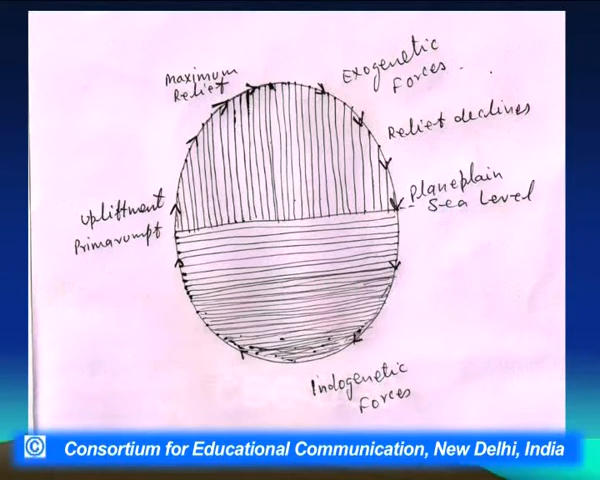 Maximum
Relief
Exogenetic
Forces
Relief declines
Upliftment
Primarumpt
Planeplain
Sea Level
Indogenetic
Forces
© Consortium for Educational Communication, New Delhi, India